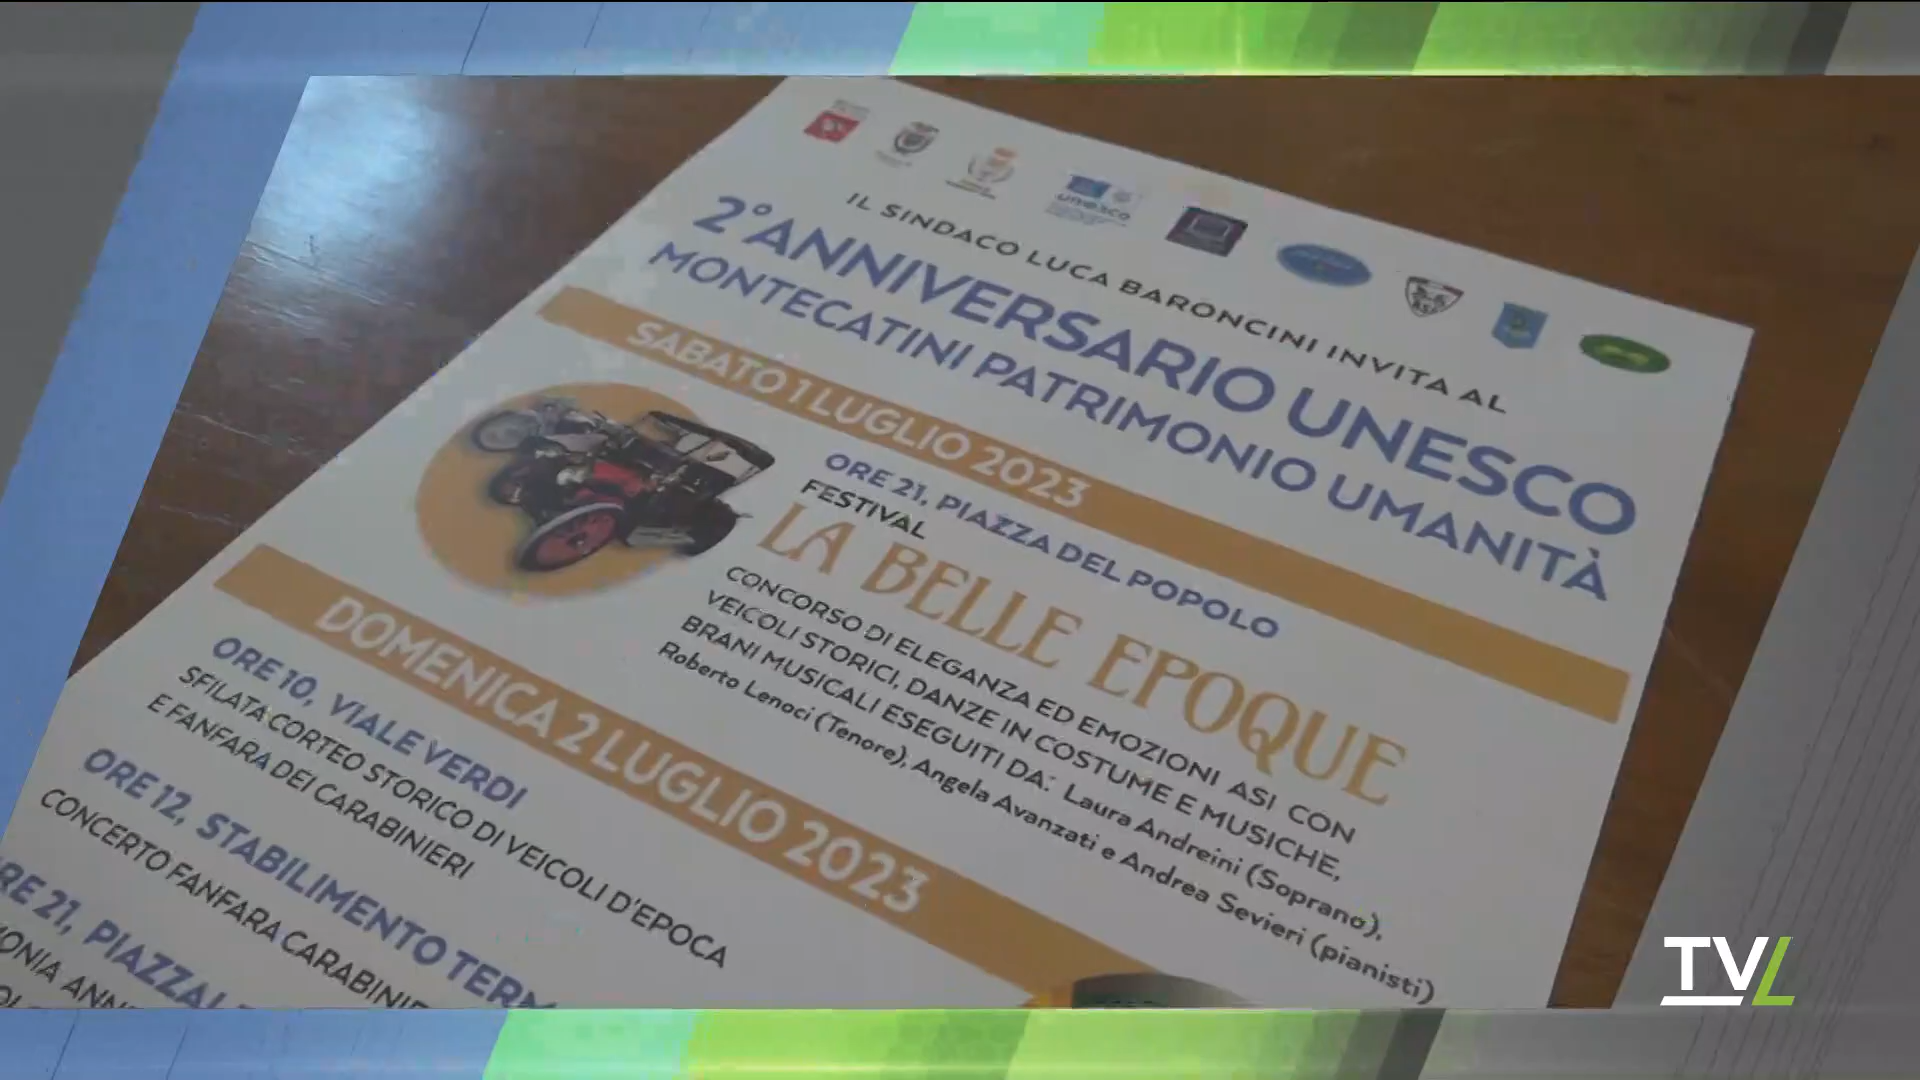 unesco
IL SINDACO LUCA BARONCINI INVITA AL
2° ANNIVERSARIO UNESCO
MONTECATINI PATRIMONIO UMANITÀ
SABATO 1 LUGLIO 2023
ORE 21, PIAZZA DEL POPOLO
FESTIVAL
LA BELLE EPOQUE
CONCORSO DI ELEGANZA ED EMOZIONI ASI CON
VEICOLI STORICI, DANZE IN COSTUME E MUSICHE,
BRANI MUSICALI ESEGUITI DA: Laura Andreini (Soprano),
Roberto Lenoci (Tenore), Angela Avanzati e Andrea Sevieri (pianisti)
DOMENICA 2 LUGLIO 2023
ORE 10, VIALE VERDI
SFILATA CORTEO STORICO DI VEICOLI D'EPOCA
E FANFARA DEI CARABINIERI
ORE 12, STABILIMENTO
CONCERTO FANFARA
21,
TVL